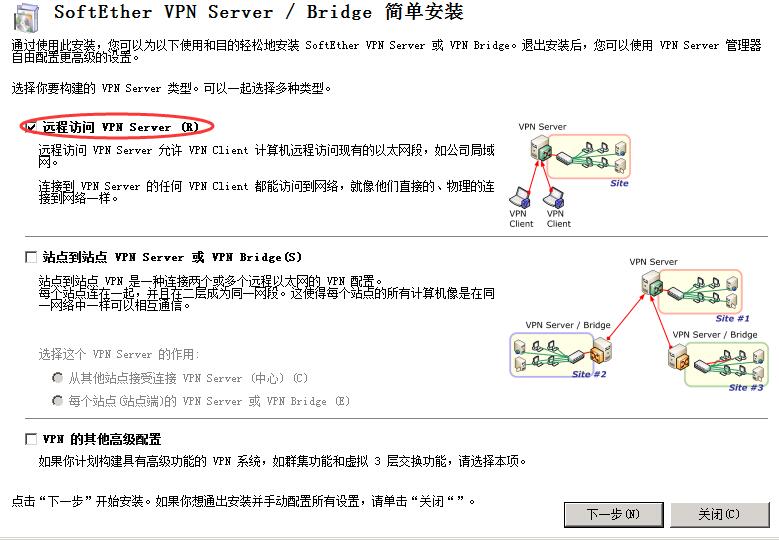 SoftEther VPN Server / Bridge 简单安装
通过使用此安装，您可以为以下使用和目的轻松地安装 SoftEther VPN Server 或 VPN Bridge。退出安装后，您可以使用 VPN Server 管理器
自由配置更高级的设置。
选择你要构建的 VPN Server 类型。可以一起选择多种类型。
远程访问 VPN Server (R)
远程访问 VPN Server 允许 VPN Client 计算机远程访问现有的以太网段，如公司局域
网。
连接到 VPN Server 的任何 VPN Client 都能访问到网络，就像他们直接的、物理的连
接到网络一样。
VPN Server
Site
VPN
Client
VPN
Client
站点到站点 VPN Server 或 VPN Bridge(S)
站点到站点 VPN 是一种连接两个或多个远程以太网的 VPN 配置。
每个站点连在一起，并且在二层成为同一网段。这使得每个站点的所有计算机像是在同
一网络中一样可以相互通信。
选择这个 VPN Server 的作用:
从其他站点接受连接 VPN Server (中心) (C)
每个站点(站点端)的 VPN Server 或 VPN Bridge (E)
VPN Server
Site #1
VPN Server / Bridge
Site #2
VPN Server / Bridge
Site #3
VPN 的其他高级配置
如果你计划构建具有高级功能的 VPN 系统，如群集功能和虚拟 3 层交换功能，请选择本项。
点击“下一步”开始安装。如果你想通出安装并手动配置所有设置，请单击“关闭“”。
下一步(N)
关闭(C)